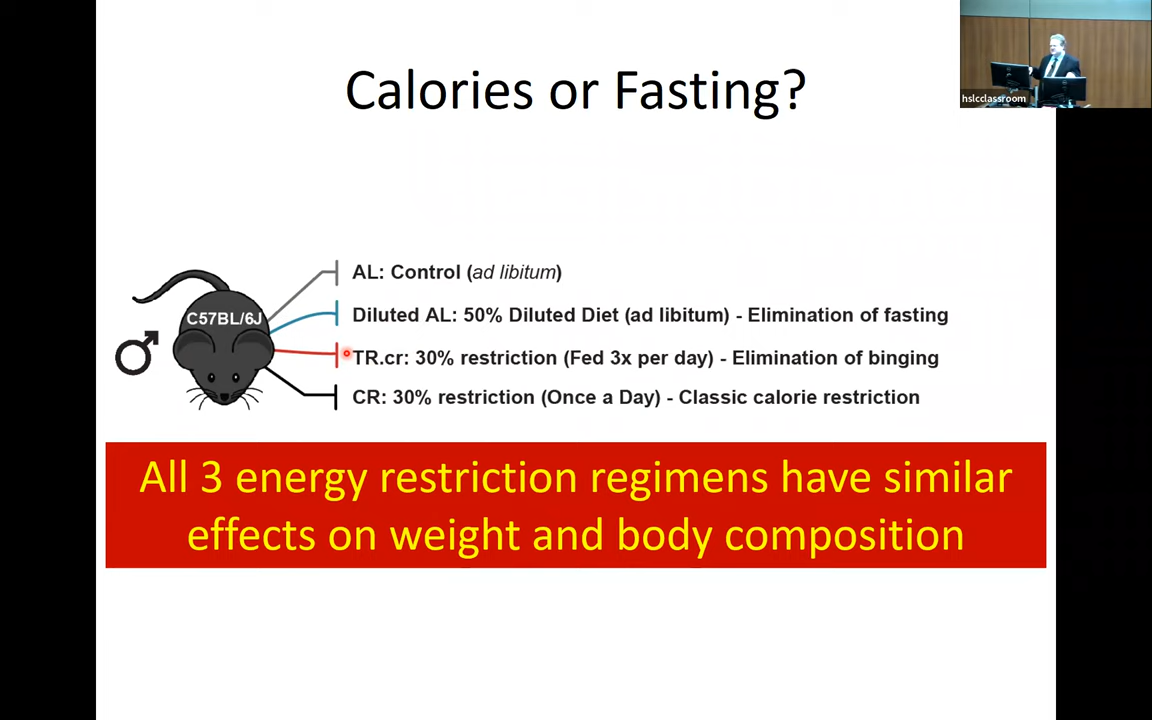 Calories or Fasting?
hslcclassroom
C57BL/6J
AL: Control (ad libitum)
Diluted AL: 50% Diluted Diet (ad libitum) - Elimination of fasting
TR.cr: 30% restriction (Fed 3x per day) - Elimination of binging
CR: 30% restriction (Once a Day) - Classic calorie restriction
All 3 energy restriction regimens have similar
effects on weight and body composition